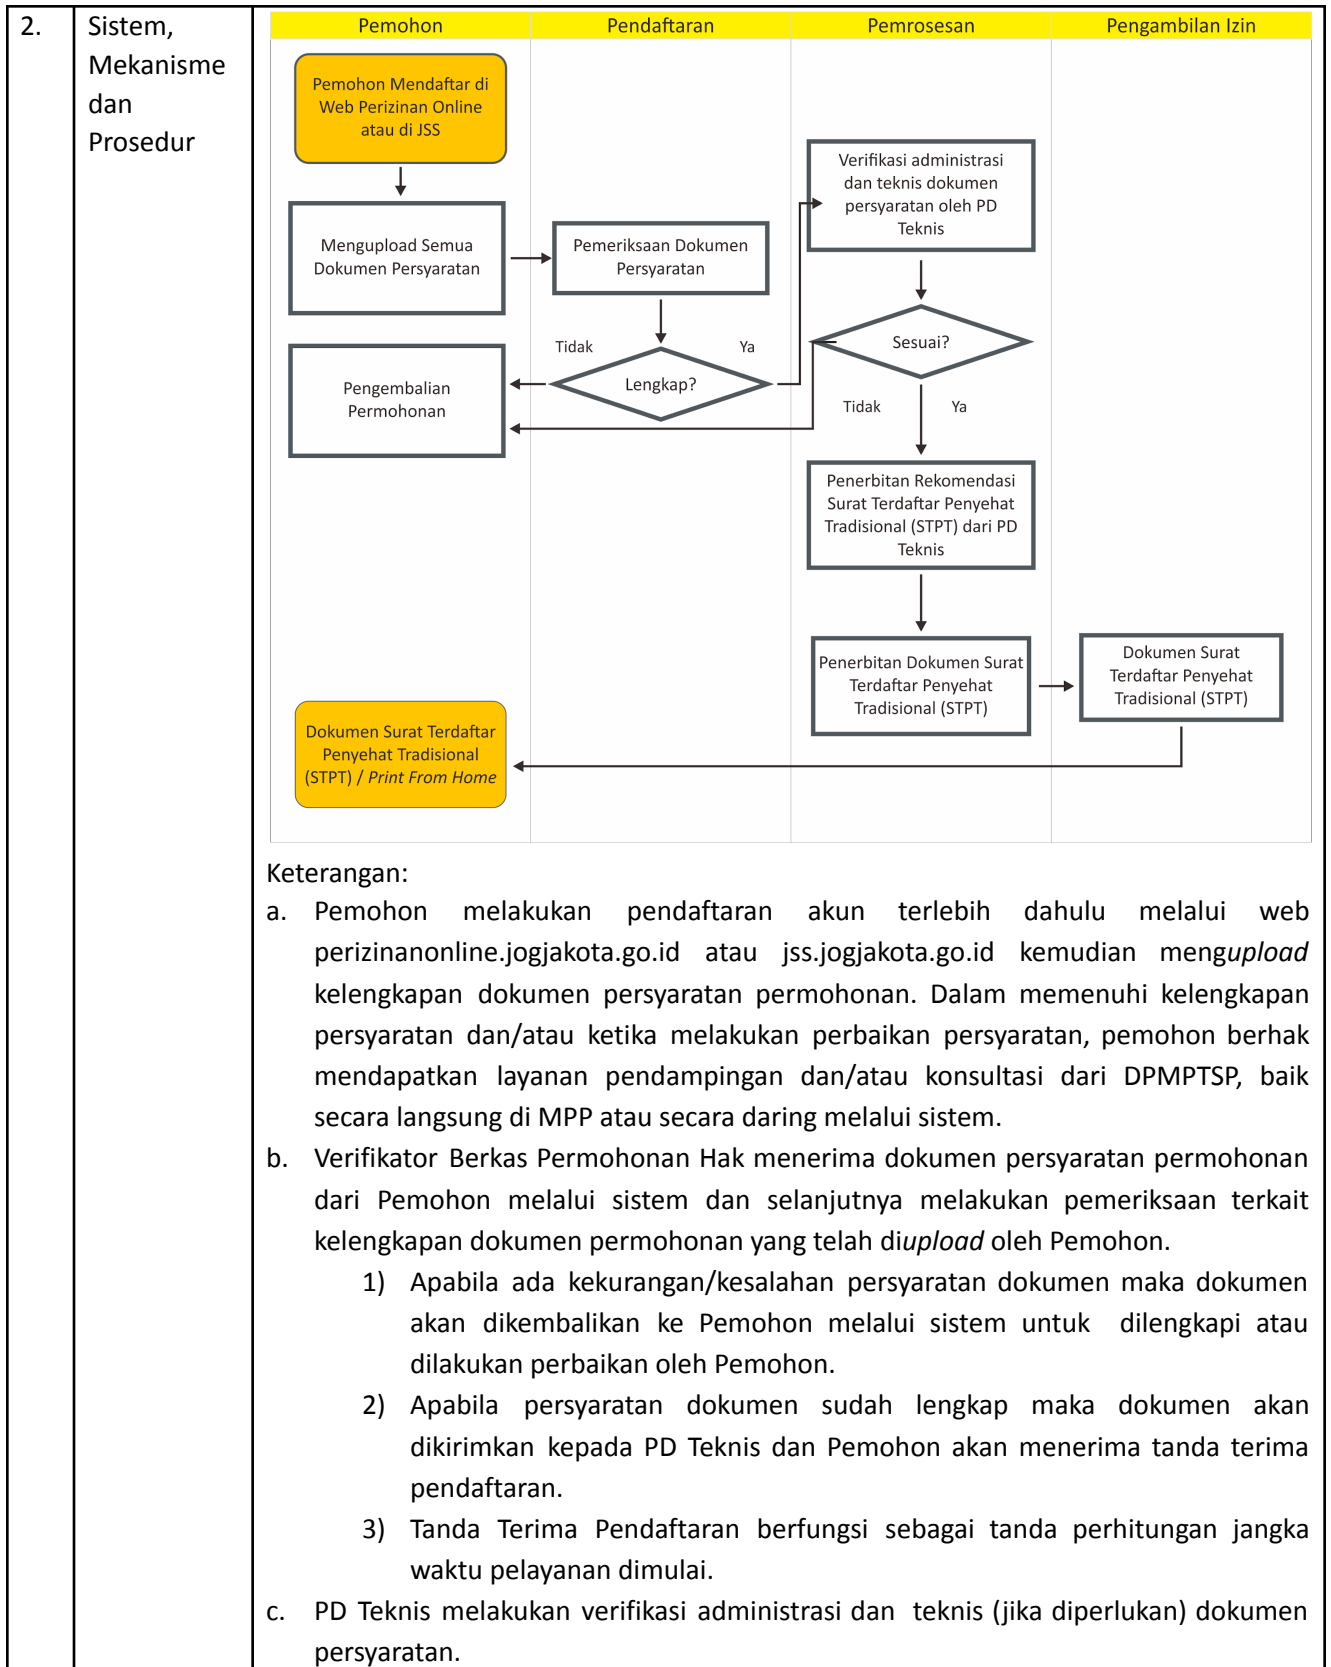 2.
Sistem,
Mekanisme
dan
Prosedur
Pemohon
Pendaftaran
Pemrosesan
Pengambilan Izin
Pemohon Mendaftar di
Web Perizinan Online
atau di JSS
Mengupload Semua
Dokumen Persyaratan
Pemeriksaan Dokumen
Persyaratan
Verifikasi administrasi
dan teknis dokumen
persyaratan oleh PD
Teknis
Tidak
Ya
Lengkap?
Sesuai?
Pengembalian
Permohonan
Tidak
Ya
Penerbitan Rekomendasi
Surat Terdaftar Penyehat
Tradisional (STPT) dari PD
Teknis
Penerbitan Dokumen Surat
Terdaftar Penyehat
Tradisional (STPT)
Dokumen Surat
Terdaftar Penyehat
Tradisional (STPT)
Dokumen Surat Terdaftar
Penyehat Tradisional
(STPT) / Print From Home
Keterangan:
a. Pemohon melakukan pendaftaran akun terlebih dahulu melalui web
perizinanonline.jogjakota.go.id atau jss.jogjakota.go.id kemudian mengupload
kelengkapan dokumen persyaratan permohonan. Dalam memenuhi kelengkapan
persyaratan dan/atau ketika melakukan perbaikan persyaratan, pemohon berhak
mendapatkan layanan pendampingan dan/atau konsultasi dari DPMPTSP, baik
secara langsung di MPP atau secara daring melalui sistem.
b. Verifikator Berkas Permohonan Hak menerima dokumen persyaratan permohonan
dari Pemohon melalui sistem dan selanjutnya melakukan pemeriksaan terkait
kelengkapan dokumen permohonan yang telah diupload oleh Pemohon.
1) Apabila ada kekurangan/kesalahan persyaratan dokumen maka dokumen
akan dikembalikan ke Pemohon melalui sistem untuk dilengkapi atau
dilakukan perbaikan oleh Pemohon.
2) Apabila persyaratan dokumen sudah lengkap maka dokumen akan
dikirimkan kepada PD Teknis dan Pemohon akan menerima tanda terima
pendaftaran.
3) Tanda Terima Pendaftaran berfungsi sebagai tanda perhitungan jangka
waktu pelayanan dimulai.
c. PD Teknis melakukan verifikasi administrasi dan teknis (jika diperlukan) dokumen
persyaratan.